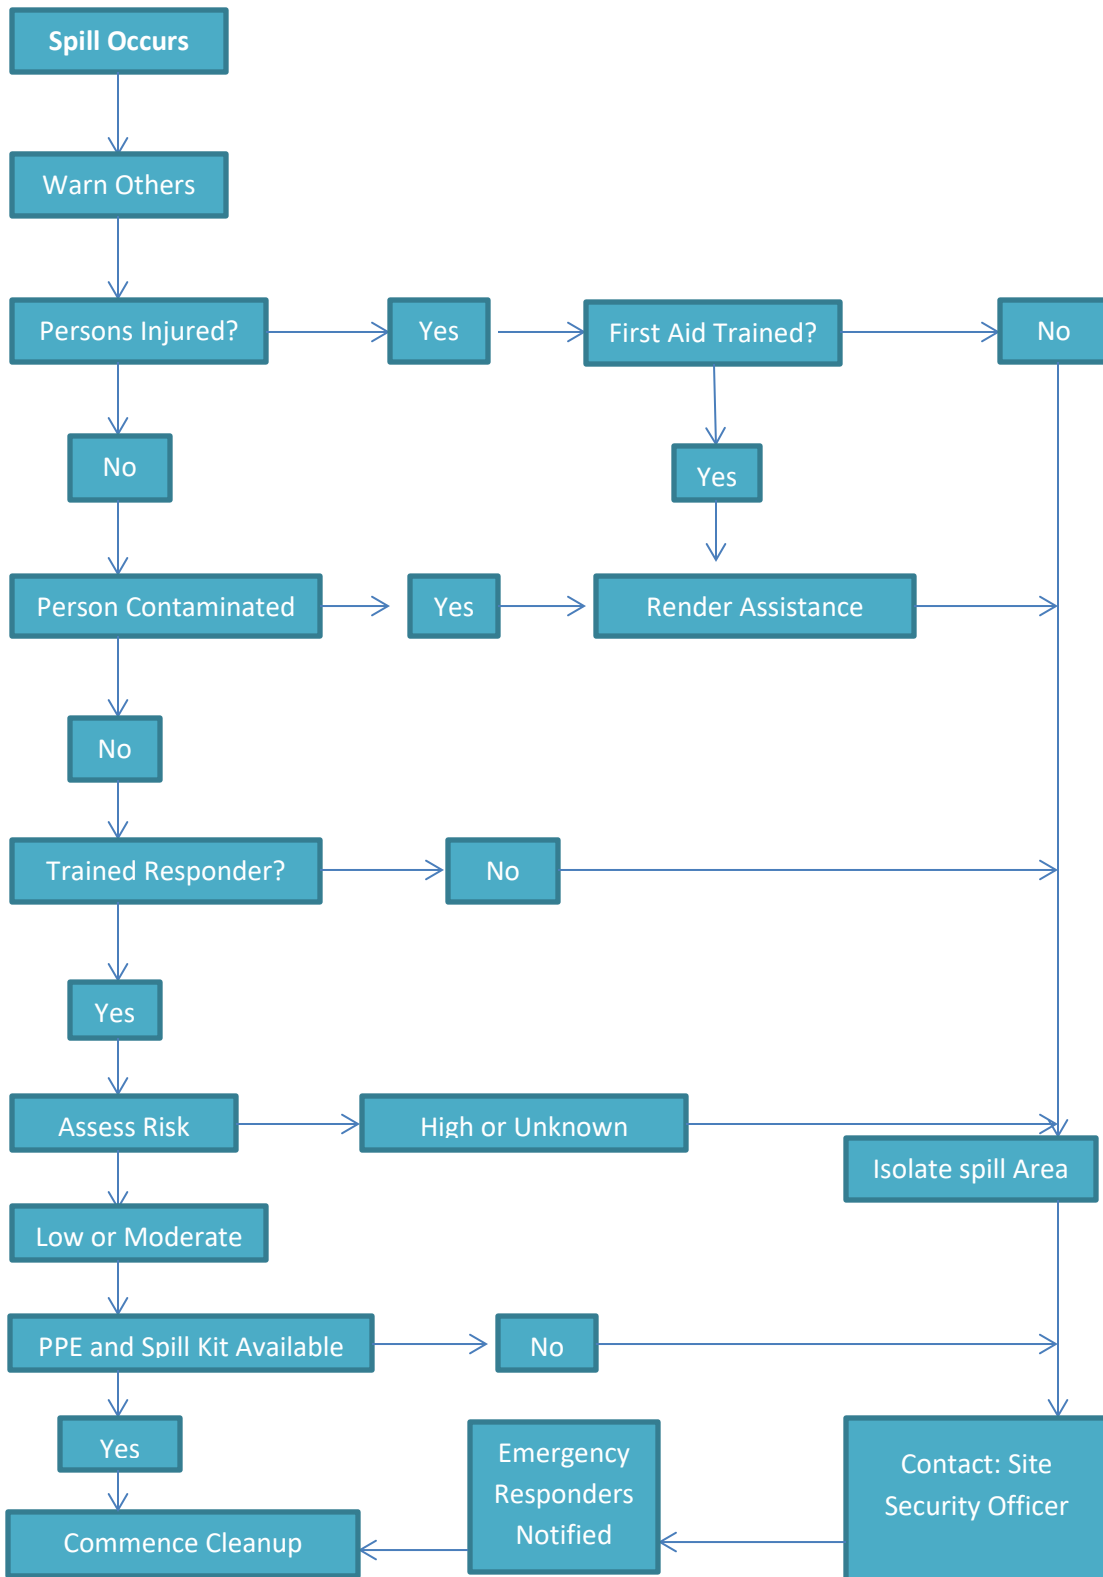 Spill Occurs
Warn Others
Persons Injured?
Yes
First Aid Trained?
No
No
Yes
Person Contaminated
Yes
Render Assistance
No
Trained Responder?
No
Yes
Assess Risk
High or Unknown
Isolate spill Area
Low or Moderate
PPE and Spill Kit Available
No
Yes
Emergency
Responders
Notified
Contact: Site
Security Officer
Commence Cleanup